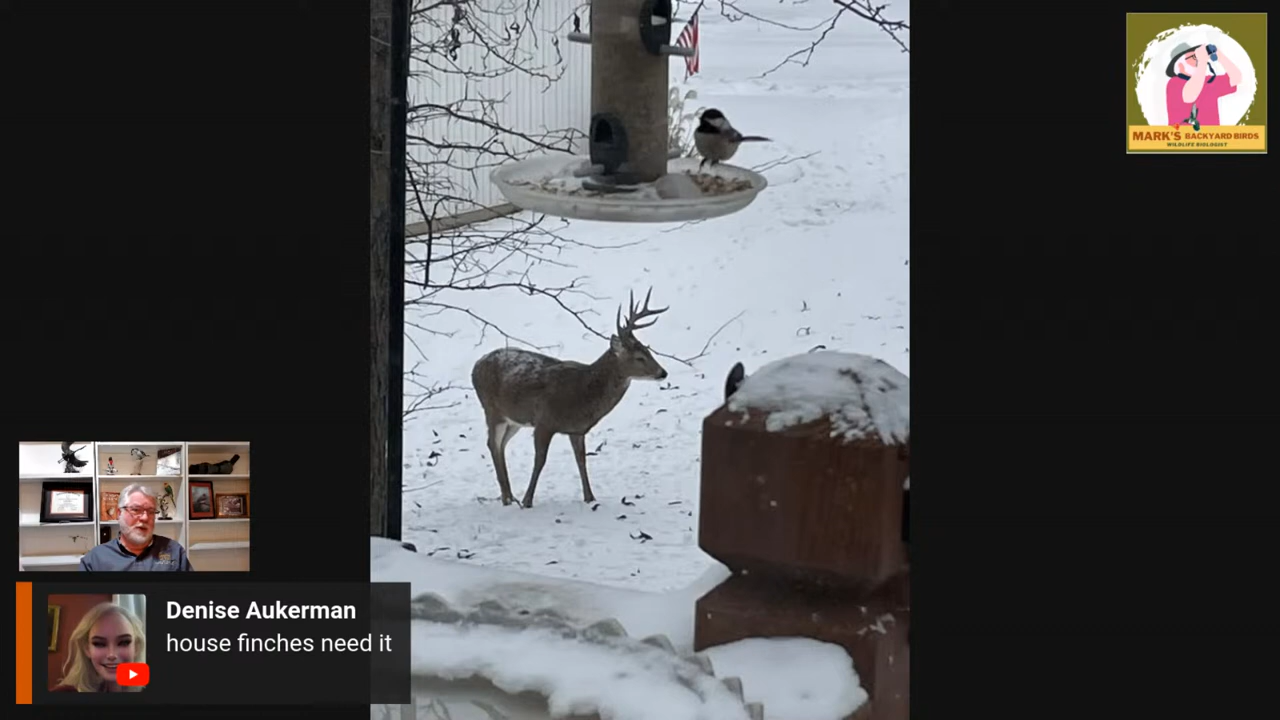 MARK'S BACKYARD BIRDS
WILDLIFE BIOLOGIST
Denise Aukerman
house finches need it